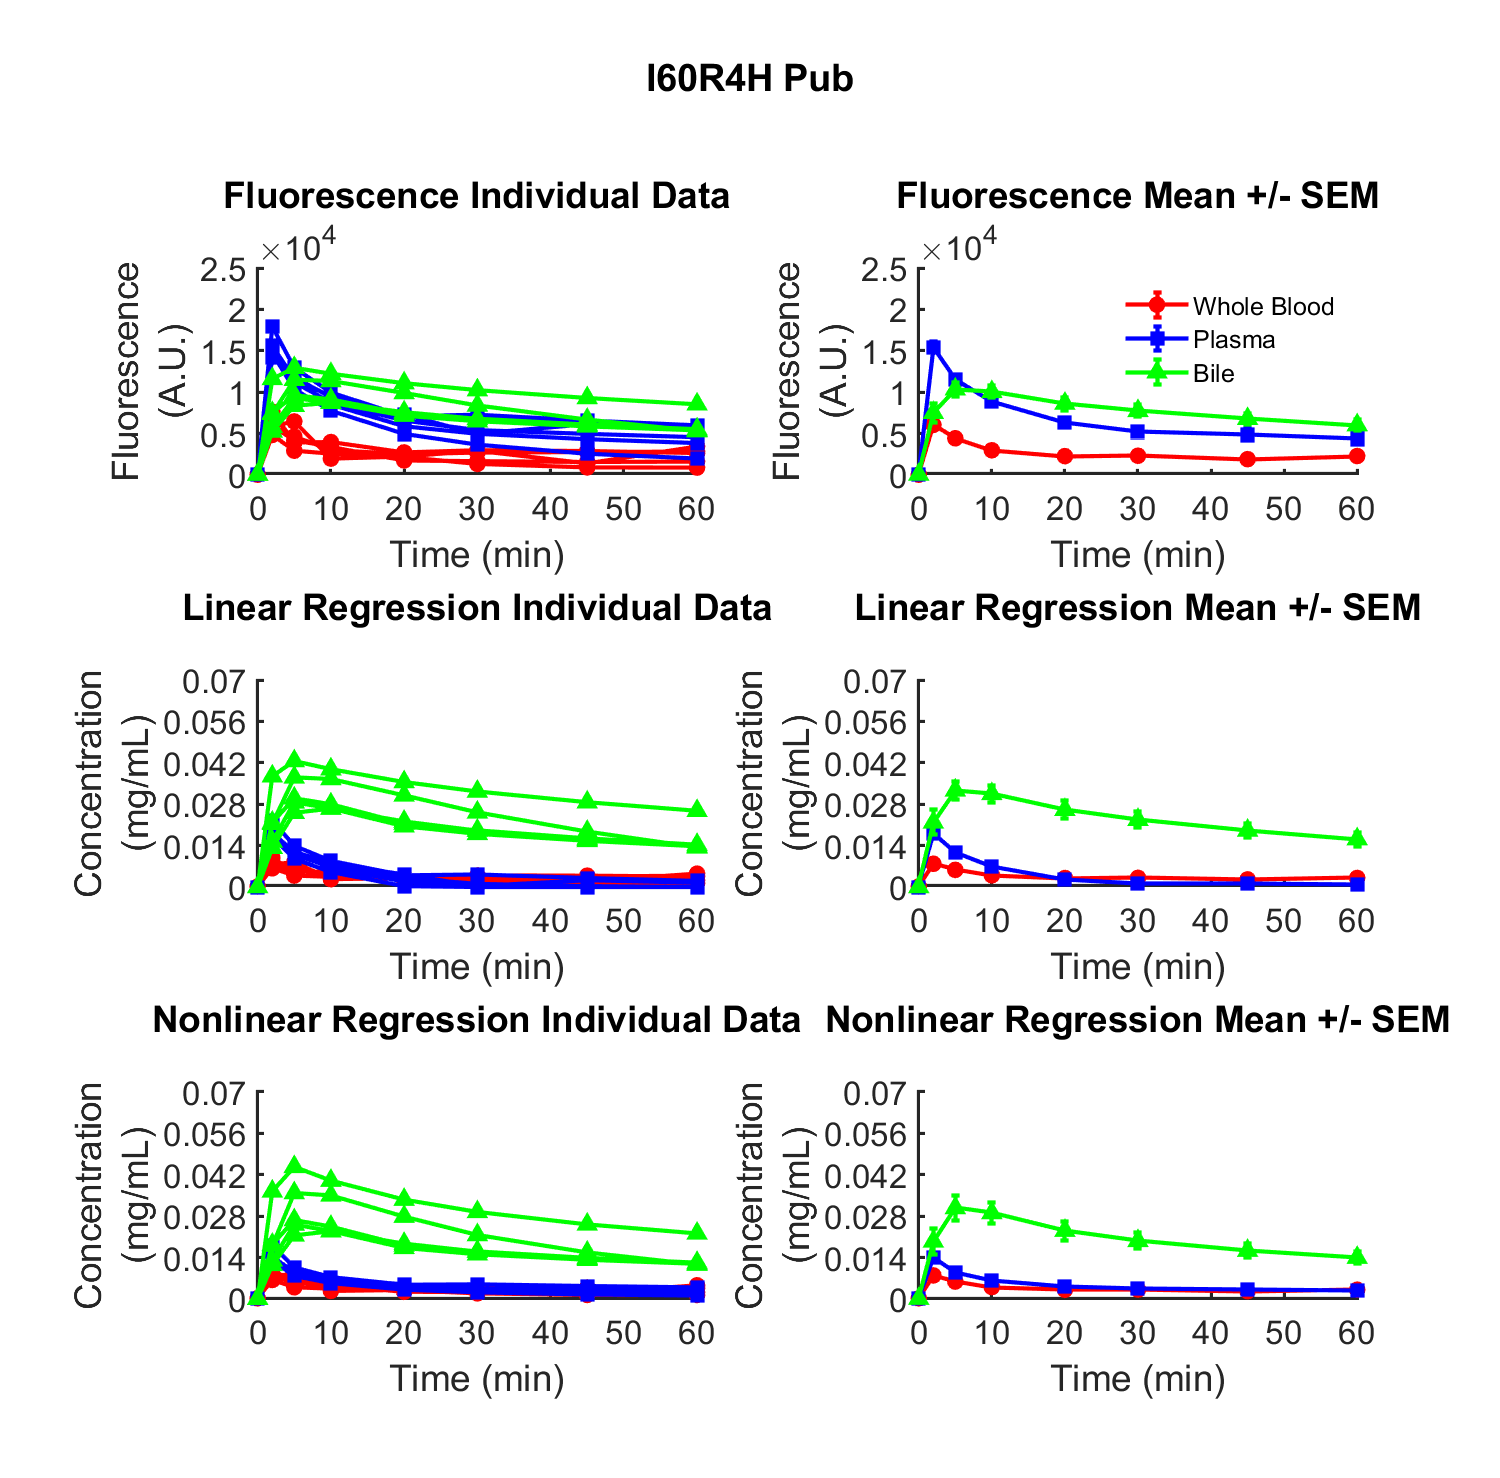 I60R4H Pub
Fluorescence Individual Data
×10^4
Fluorescence
(A.U.)
2.5
2
1.5
1
0.5
0
0 10 20 30 40 50 60
Time (min)
Fluorescence Mean +/- SEM
×10^4
Fluorescence
(A.U.)
2.5
2
1.5
1
0.5
0
Whole Blood
Plasma
Bile
0 10 20 30 40 50 60
Time (min)
Linear Regression Individual Data
Concentration
(mg/mL)
0.07
0.056
0.042
0.028
0.014
0
0 10 20 30 40 50 60
Time (min)
Linear Regression Mean +/- SEM
Concentration
(mg/mL)
0.07
0.056
0.042
0.028
0.014
0
0 10 20 30 40 50 60
Time (min)
Nonlinear Regression Individual Data
Concentration
(mg/mL)
0.07
0.056
0.042
0.028
0.014
0
0 10 20 30 40 50 60
Time (min)
Nonlinear Regression Mean +/- SEM
Concentration
(mg/mL)
0.07
0.056
0.042
0.028
0.014
0
0 10 20 30 40 50 60
Time (min)